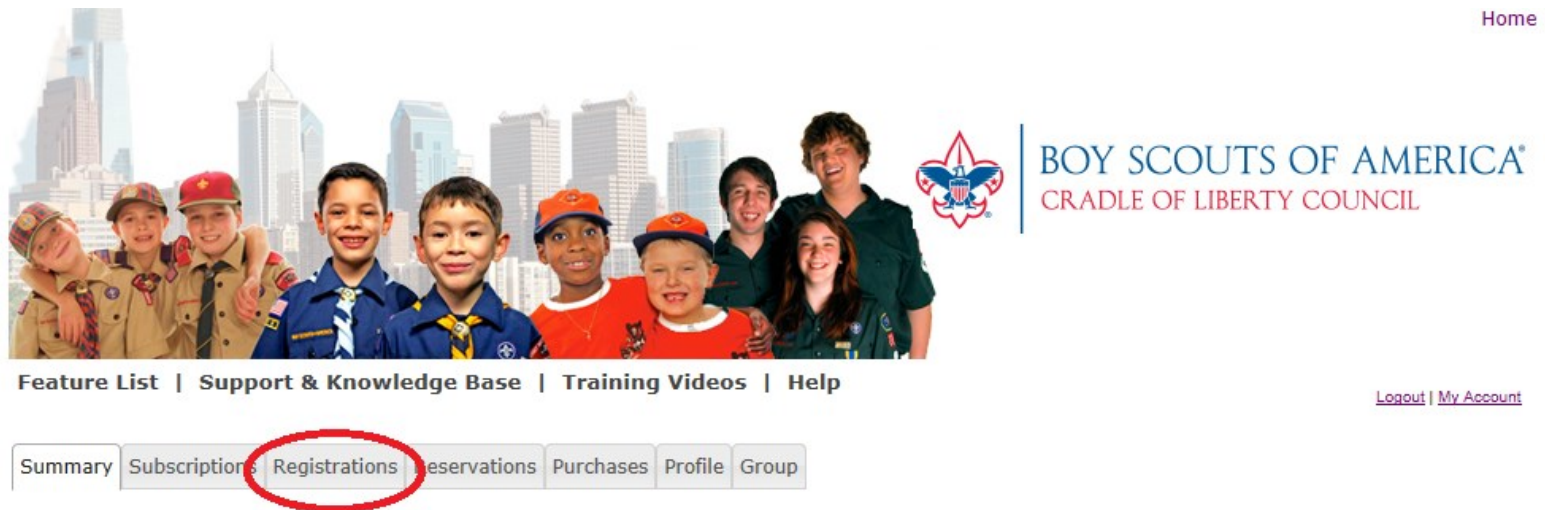 Home
BOY SCOUTS OF AMERICA®
CRADLE OF LIBERTY COUNCIL
Feature List | Support & Knowledge Base | Training Videos | Help
Logout | My Account
Summary Subscriptions Registrations Reservations Purchases Profile Group